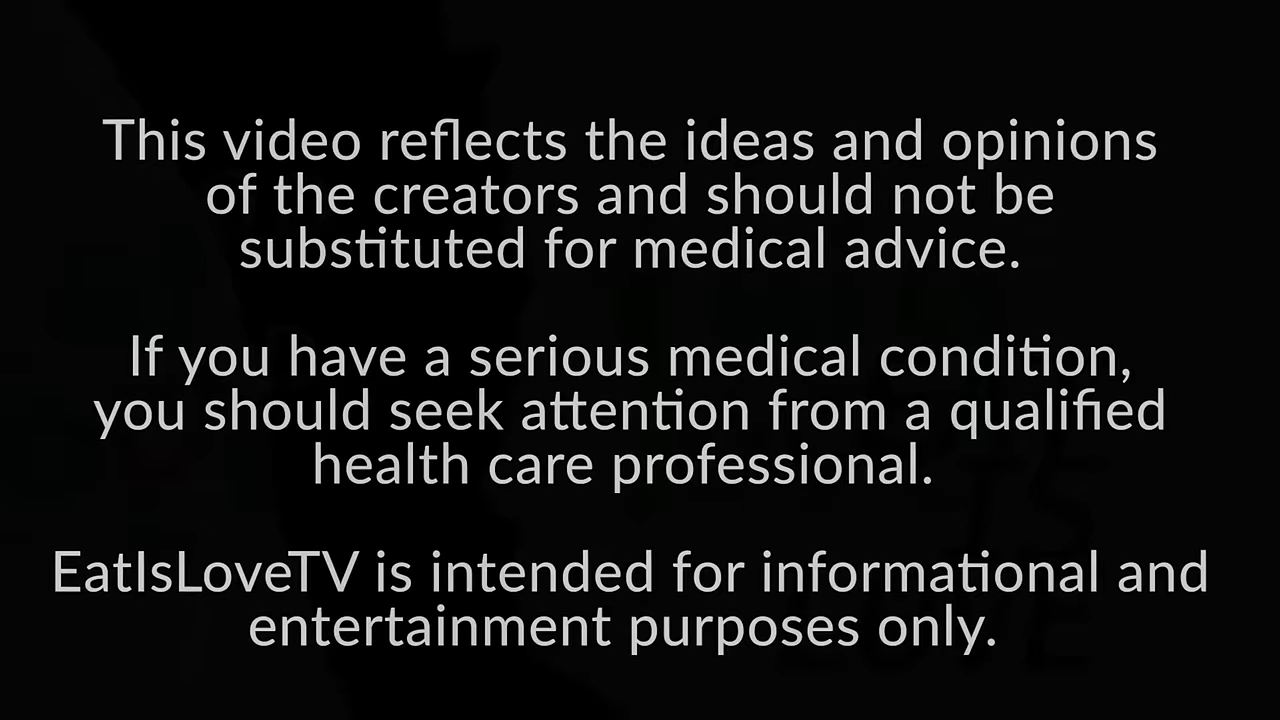 This video reflects the ideas and opinions
of the creators and should not be
substituted for medical advice.
If you have a serious medical condition,
you should seek attention from a qualified
health care professional.
EatIsLoveTV is intended for informational and
entertainment purposes only.